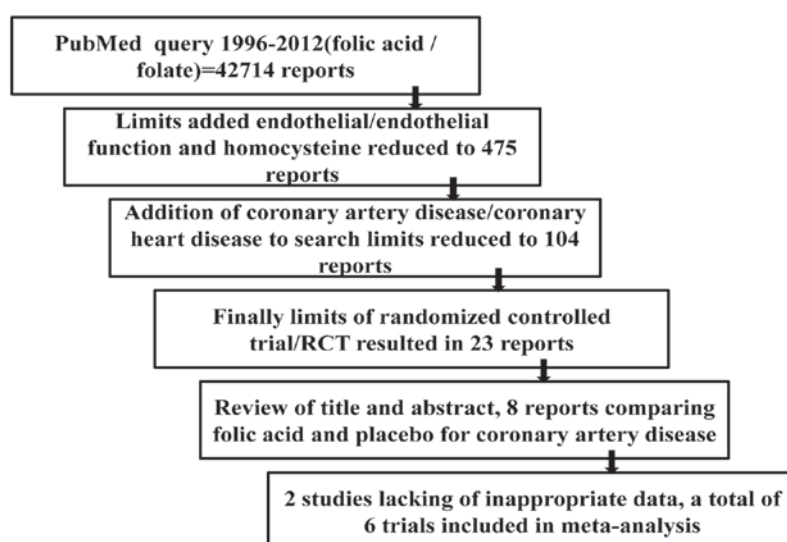 PubMed query 1996-2012(folic acid /
folate)=42714 reports
Limits added endothelial/endothelial
function and homocysteine reduced to 475
reports
Addition of coronary artery disease/coronary
heart disease to search limits reduced to 104
reports
Finally limits of randomized controlled
trial/RCT resulted in 23 reports
Review of title and abstract, 8 reports comparing
folic acid and placebo for coronary artery disease
2 studies lacking of inappropriate data, a total of
6 trials included in meta-analysis